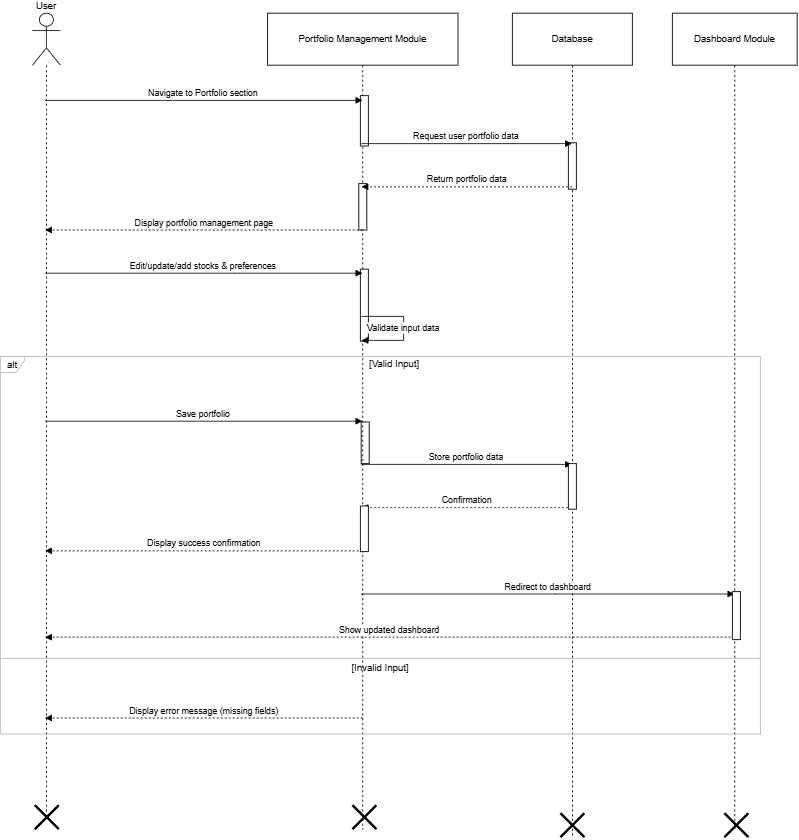 User
Portfolio Management Module
Database
Dashboard Module
Navigate to Portfolio section
Request user portfolio data
Return portfolio data
Display portfolio management page
Edit/update/add stocks & preferences
Validate input data
alt
[Valid Input]
Save portfolio
Store portfolio data
Confirmation
Display success confirmation
Redirect to dashboard
Show updated dashboard
[Invalid Input]
Display error message (missing fields)